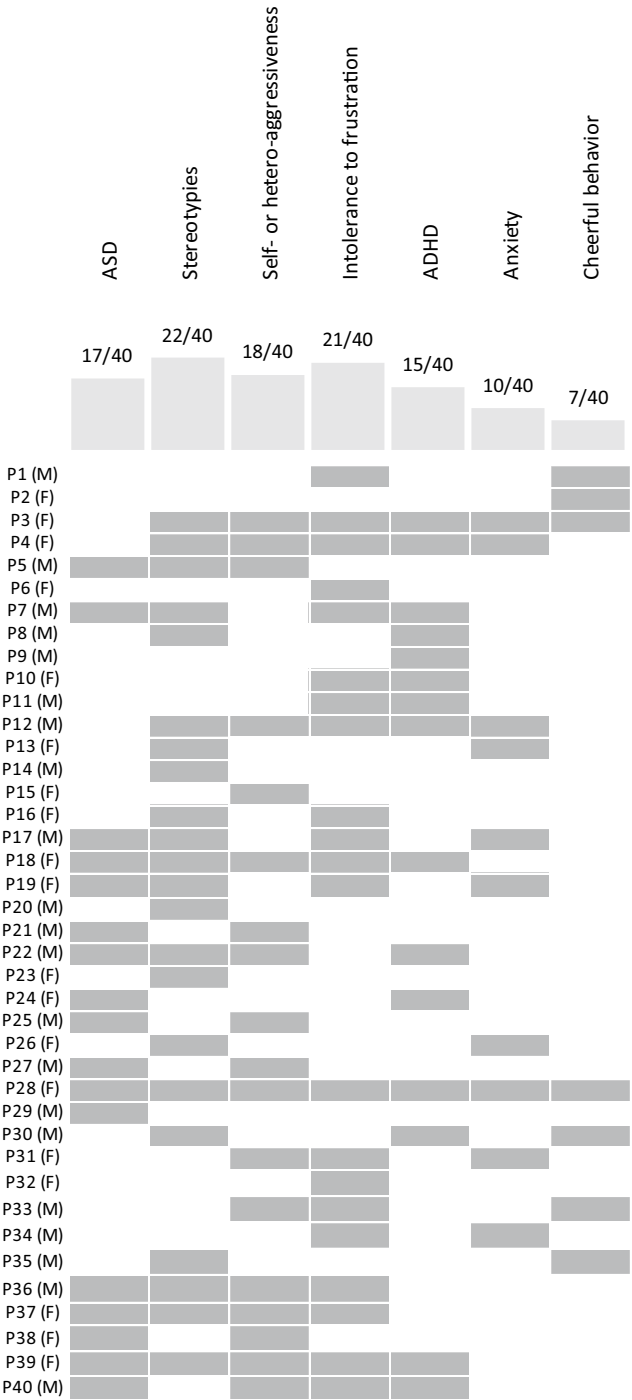 ASD
Stereotypies
Self- or hetero-aggressiveness
Intolerance to frustration
ADHD
Anxiety
Cheerful behavior
17/40
22/40
18/40
21/40
15/40
10/40
7/40
P1 (M)
P2 (F)
P3 (F)
P4 (F)
P5 (M)
P6 (F)
P7 (M)
P8 (M)
P9 (M)
P10 (F)
P11 (M)
P12 (M)
P13 (F)
P14 (M)
P15 (F)
P16 (F)
P17 (M)
P18 (F)
P19 (F)
P20 (M)
P21 (M)
P22 (M)
P23 (F)
P24 (F)
P25 (M)
P26 (F)
P27 (M)
P28 (F)
P29 (M)
P30 (M)
P31 (F)
P32 (F)
P33 (M)
P34 (M)
P35 (M)
P36 (M)
P37 (F)
P38 (F)
P39 (F)
P40 (M)